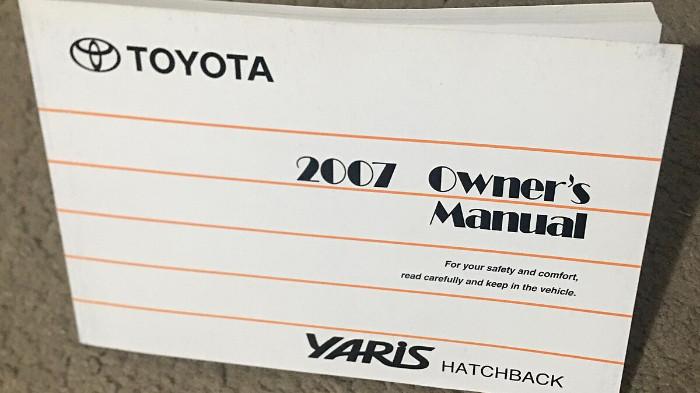 TOYOTA
2007 Owner's
Manual
For your safety and comfort,
read carefully and keep in the vehicle.
YARiS HATCHBACK